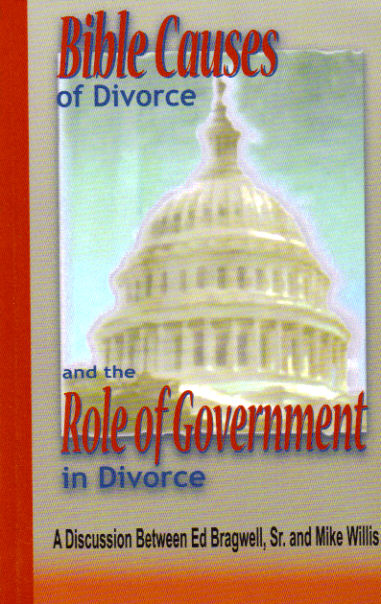 Bible Causes
of Divorce
and the
Role of Government
in Divorce
A Discussion Between Ed Bragwell, Sr. and Mike Willis